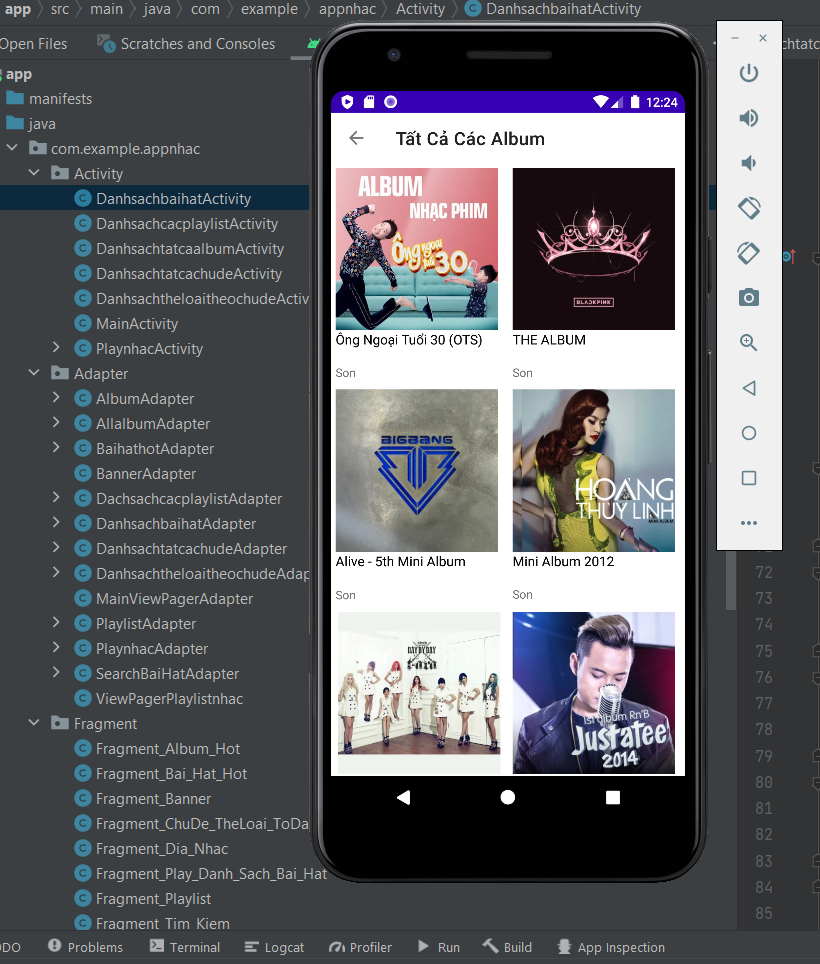 app src main java com example appnhac Activity DanhsachbaihatActivity
Open Files Scratches and Consoles
app
manifests
java
com.example.appnhac
Activity
DanhsachbaihatActivity
DanhsachcacplaylistActivity
DanhsachtatcaalbumActivity
DanhsachtatcachudeActivity
DanhsachtheloaitheochudeActiv
MainActivity
PlaynhacActivity
Adapter
AlbumAdapter
AllalbumAdapter
BaihathotAdapter
BannerAdapter
DachsachcacplaylistAdapter
DanhsachbaihatAdapter
DanhsachtatcachudeAdapter
DanhsachtheloaitheochudeAdap
MainViewPagerAdapter
PlaylistAdapter
PlaynhacAdapter
SearchBaiHatAdapter
ViewPagerPlaylistnhac
Fragment
Fragment_Album_Hot
Fragment_Bai_Hat_Hot
Fragment_Banner
Fragment_ChuDe_TheLoai_ToDa
Fragment_Dia_Nhac
Fragment_Play_Danh_Sach_Bai_Hat
Fragment_Playlist
Fragment_Tim_Kiem
12:24
Tất Cả Các Album
ALBUM
NHẠC PHIM
Ông ngoại
tuổi 30
Ông Ngoại Tuổi 30 (OTS)
Son
BLACKPINK
THE ALBUM
Son
BIGBANG
Alive - 5th Mini Album
Son
HOÀNG
THÙY LINH
MINI ALBUM
Mini Album 2012
Son
DAY BY DAY
t-ara
1st album Rn'B
JustaTee
2014
chtatc
72
73
74
75
76
77
78
79
80
81
82
83
84
85
ODO Problems Terminal Logcat Profiler Run Build App Inspection